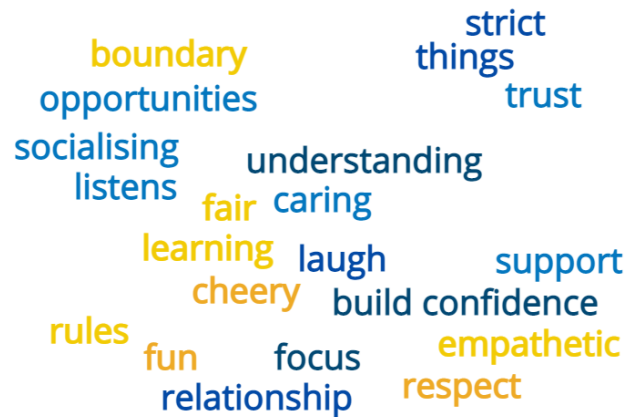 strict
boundary
things
opportunities
trust
socialising
understanding
listens
caring
fair
learning
laugh
support
cheery
build confidence
rules
empathetic
fun
focus
respect
relationship